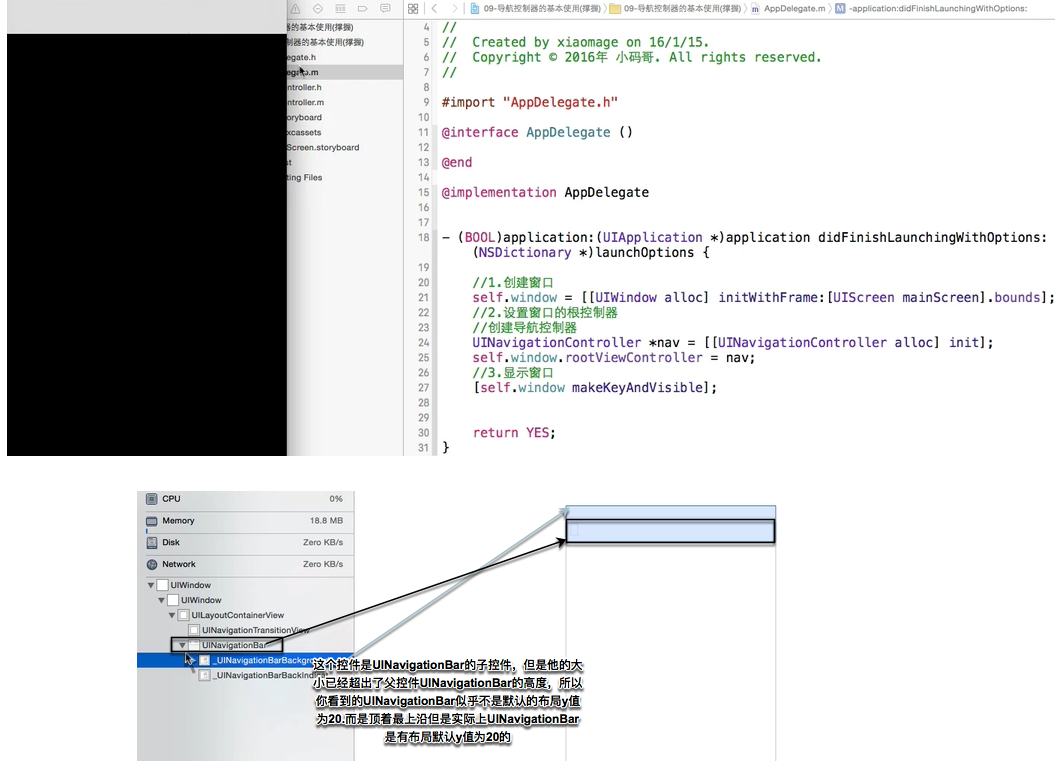 09-导航控制器的基本使用(撑握) 09-导航控制器的基本使用(撑握) m AppDelegate.m M -application:didFinishLaunchingWithOptions:
器的基本使用(撑握)
制器的基本使用(撑握)
egate.h
egate.m
ntroller.h
ntroller.m
oryboard
xcassets
Screen.storyboard
st
ting Files
4 //
5 // Created by xiaomage on 16/1/15.
6 // Copyright © 2016年 小码哥. All rights reserved.
7 //
8
9 #import "AppDelegate.h"
10
11 @interface AppDelegate ()
12
13 @end
14
15 @implementation AppDelegate
16
17
18 - (BOOL)application:(UIApplication *)application didFinishLaunchingWithOptions:
(NSDictionary *)launchOptions {
19
20 //1.创建窗口
21 self.window = [[UIWindow alloc] initWithFrame:[UIScreen mainScreen].bounds];
22 //2.设置窗口的根控制器
23 //创建导航控制器
24 UINavigationController *nav = [[UINavigationController alloc] init];
25 self.window.rootViewController = nav;
26 //3.显示窗口
27 [self.window makeKeyAndVisible];
28
29
30 return YES;
31 }
CPU 0%
Memory 18.8 MB
Disk Zero KB/s
Network Zero KB/s
UIWindow
UIWindow
UILayoutContainerView
UINavigationTransitionView
UINavigationBar
_UINavigationBarBackgro
_UINavigationBarBackIndi
这个控件是UINavigationBar的子控件，但是他的大
小已经超出了父控件UINavigationBar的高度，所以
你看到的UINavigationBar似乎不是默认的布局y值
为20.而是顶着最上沿但是实际上UINavigationBar
是有布局默认y值为20的